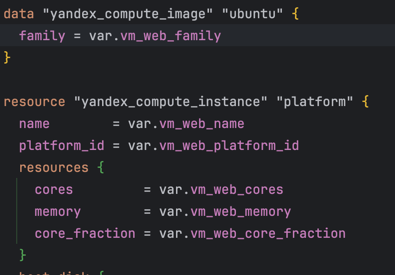 data "yandex_compute_image" "ubuntu" {
  family = var.vm_web_family
}
resource "yandex_compute_instance" "platform" {
  name        = var.vm_web_name
  platform_id = var.vm_web_platform_id
  resources {
    cores         = var.vm_web_cores
    memory        = var.vm_web_memory
    core_fraction = var.vm_web_core_fraction
  }